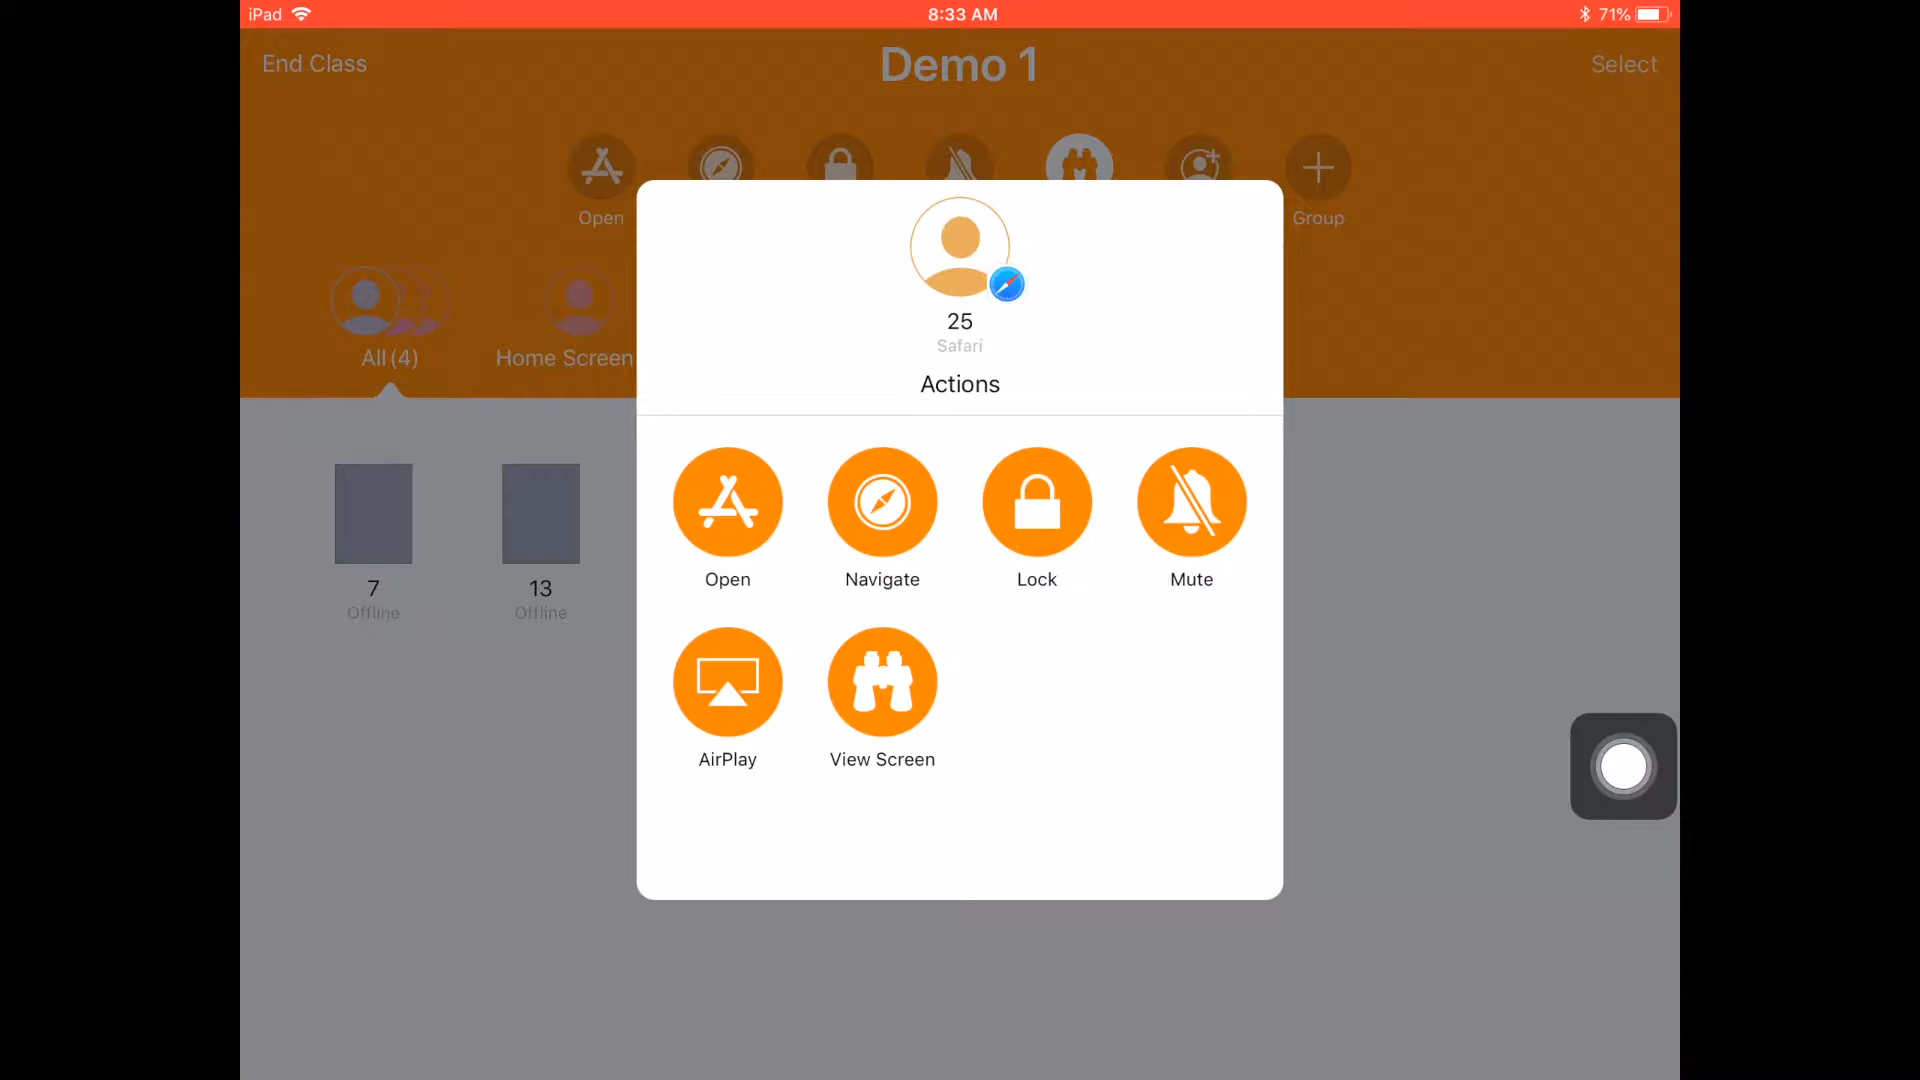 iPad
8:33 AM
71%
End Class
Demo 1
Select
Open
Group
All (4)
Home Screen
25
Safari
Actions
Open
Navigate
Lock
Mute
7
Offline
13
Offline
AirPlay
View Screen